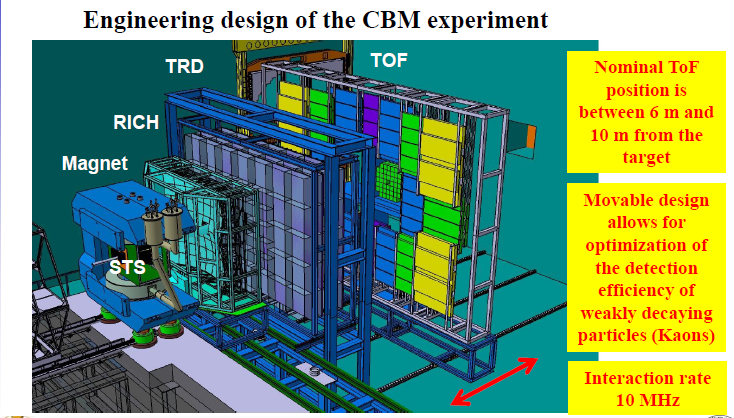 Engineering design of the CBM experiment
TRD
TOF
RICH
Magnet
STS
Nominal ToF
position is
between 6 m and
10 m from the
target
Movable design
allows for
optimization of
the detection
efficiency of
weakly decaying
particles (Kaons)
Interaction rate
10 MHz